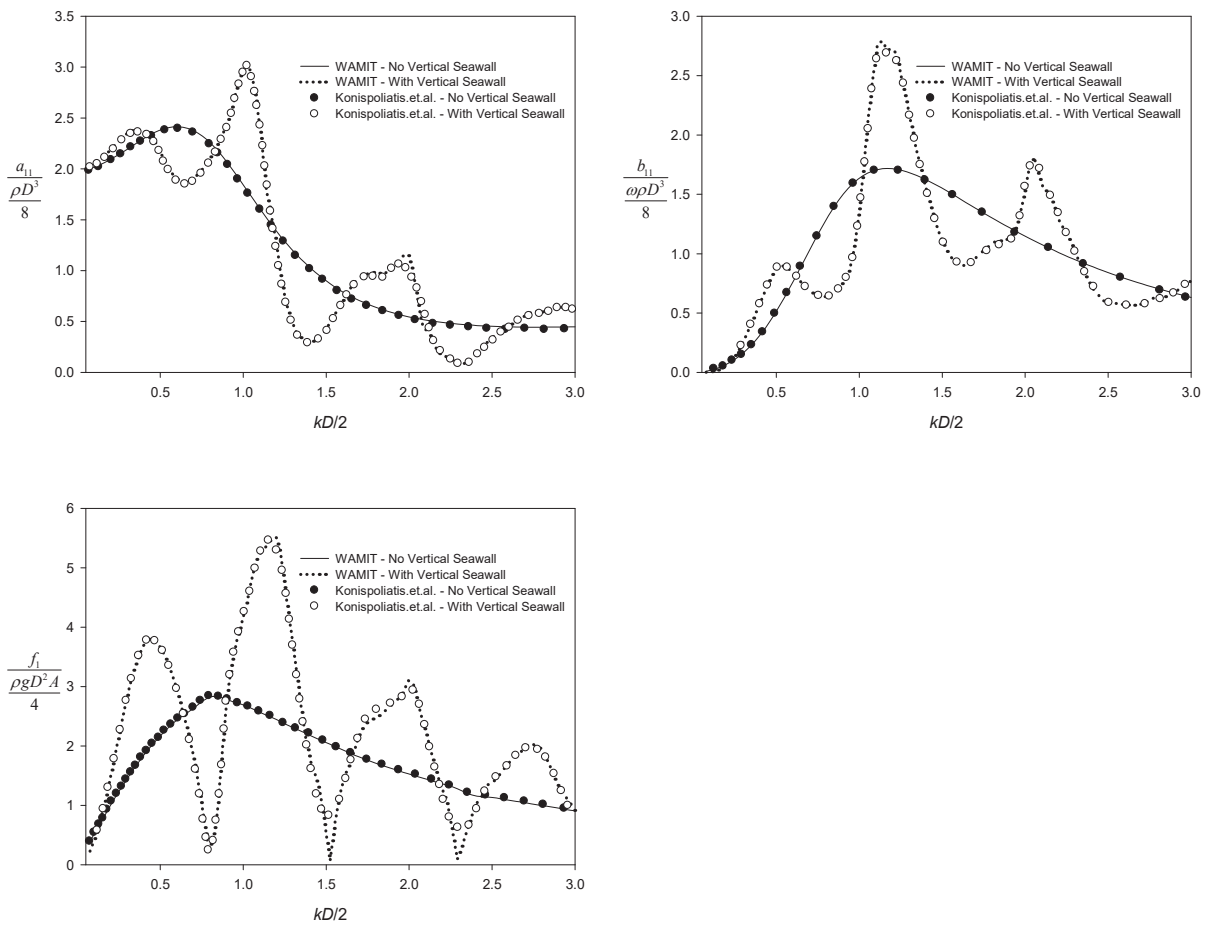 3.5
3.0
2.5
2.0
1.5
1.0
0.5
0.0
a₁₁
ρD³
8
WAMIT - No Vertical Seawall
WAMIT - With Vertical Seawall
Konispoliatis.et.al. - No Vertical Seawall
Konispoliatis.et.al. - With Vertical Seawall
0.5 1.0 1.5 2.0 2.5 3.0
kD/2
3.0
2.5
2.0
1.5
1.0
0.5
0.0
b₁₁
ωρD³
8
WAMIT - No Vertical Seawall
WAMIT - With Vertical Seawall
Konispoliatis.et.al. - No Vertical Seawall
Konispoliatis.et.al. - With Vertical Seawall
0.5 1.0 1.5 2.0 2.5 3.0
kD/2
6
5
4
3
2
1
0
f₁
ρgD²A
4
WAMIT - No Vertical Seawall
WAMIT - With Vertical Seawall
Konispoliatis.et.al. - No Vertical Seawall
Konispoliatis.et.al. - With Vertical Seawall
0.5 1.0 1.5 2.0 2.5 3.0
kD/2